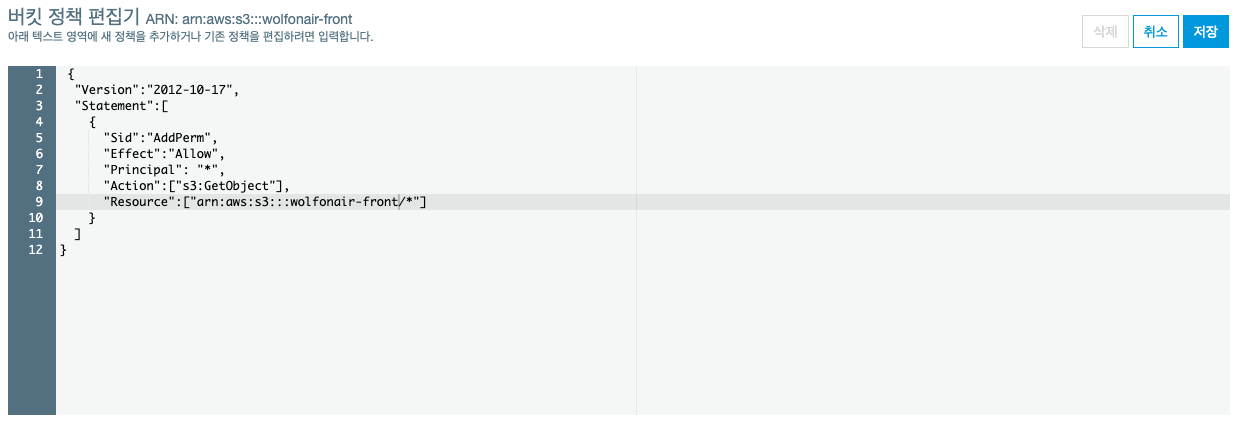 버킷 정책 편집기 ARN: arn:aws:s3:::wolfonair-front
아래 텍스트 영역에 새 정책을 추가하거나 기존 정책을 편집하려면 입력합니다.
삭제 취소 저장
1 {
2 "Version":"2012-10-17",
3 "Statement":[
4 {
5 "Sid":"AddPerm",
6 "Effect":"Allow",
7 "Principal": "*",
8 "Action":["s3:GetObject"],
9 "Resource":["arn:aws:s3:::wolfonair-front/*"]
10 }
11 ]
12 }